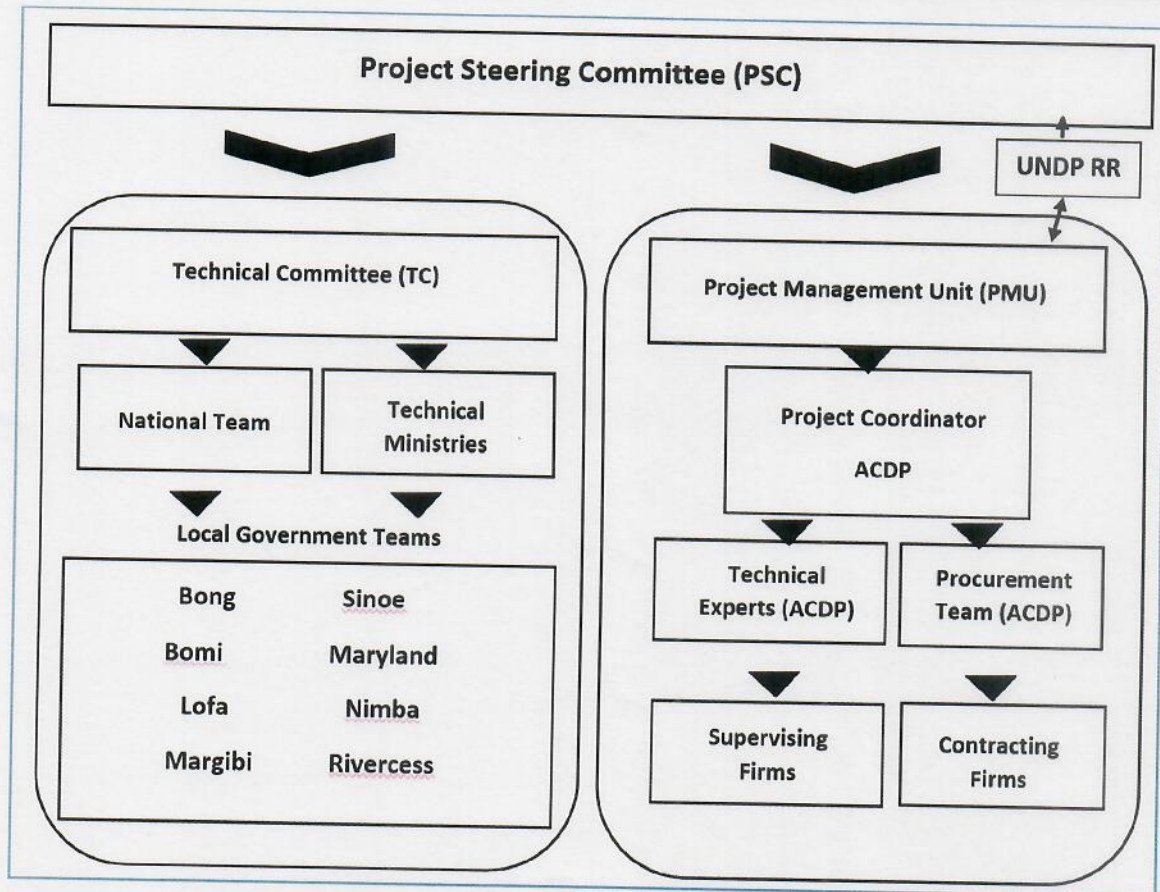 Project Steering Committee (PSC)
UNDP RR
Technical Committee (TC)
National Team
Technical
Ministries
Local Government Teams
Bong Sinoe
Bomi Maryland
Lofa Nimba
Margibi Rivercess
Project Management Unit (PMU)
Project Coordinator
ACDP
Technical
Experts (ACDP)
Procurement
Team (ACDP)
Supervising
Firms
Contracting
Firms